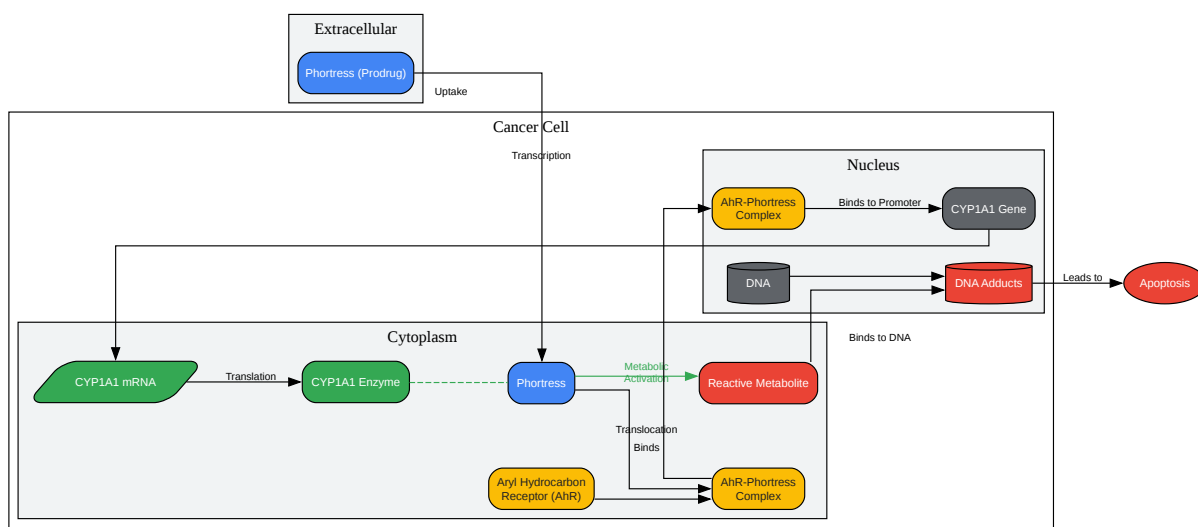 Extracellular
Phortress (Prodrug)
Uptake
Cancer Cell
Transcription
Nucleus
AhR-Phortress
Complex
Binds to Promoter
CYP1A1 Gene
DNA
DNA Adducts
Leads to
Apoptosis
Cytoplasm
Binds to DNA
CYP1A1 mRNA
Translation
CYP1A1 Enzyme
Phortress
Metabolic
Activation
Reactive Metabolite
Translocation
Binds
Aryl Hydrocarbon
Receptor (AhR)
AhR-Phortress
Complex